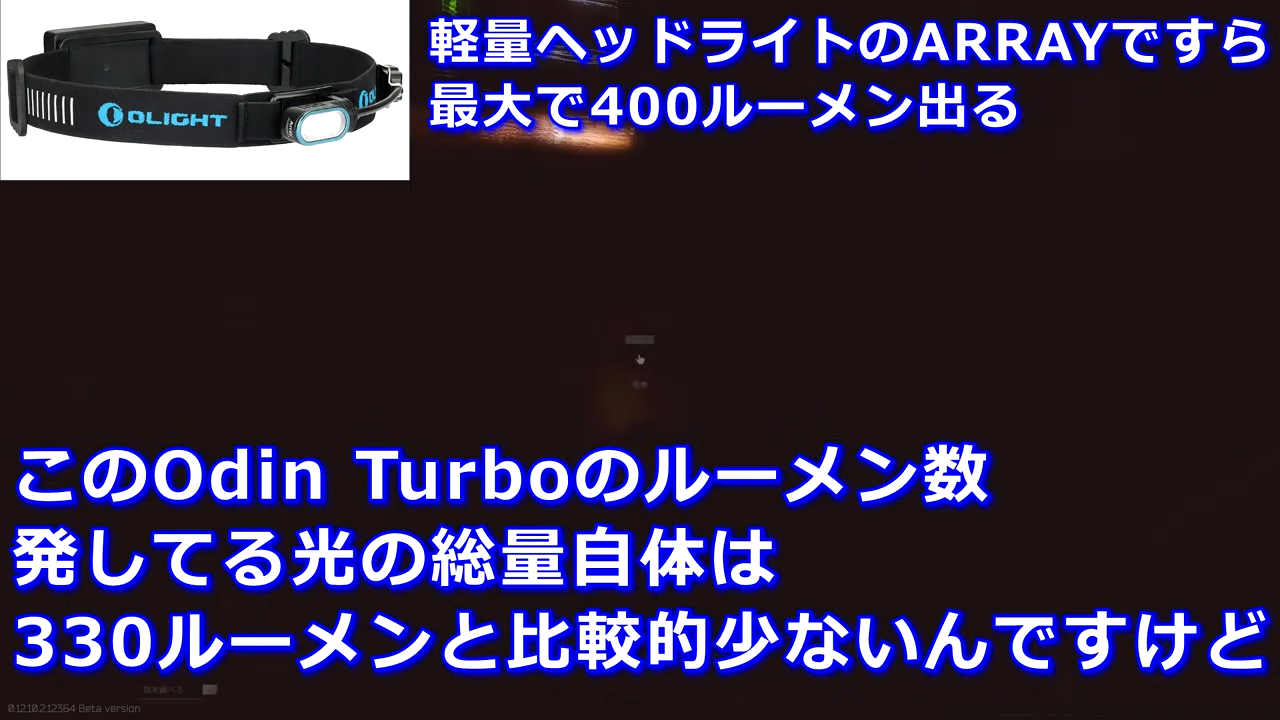 軽量ヘッドライトのARRAYですら
最大で400ルーメン出る
OLIGHT
このOdin Turboのルーメン数
発してる光の総量自体は
330ルーメンと比較的少ないんですけど
0.12.10.2.12364 Beta version